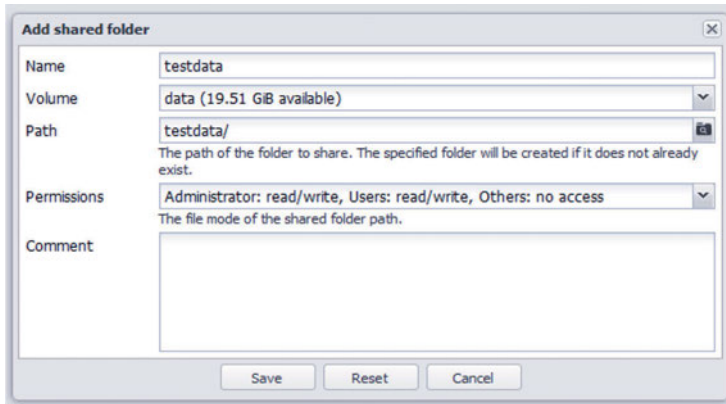 Add shared folder
Name testdata
Volume data (19.51 GiB available)
Path testdata/
The path of the folder to share. The specified folder will be created if it does not already
exist.
Permissions Administrator: read/write, Users: read/write, Others: no access
The file mode of the shared folder path.
Comment
Save Reset Cancel